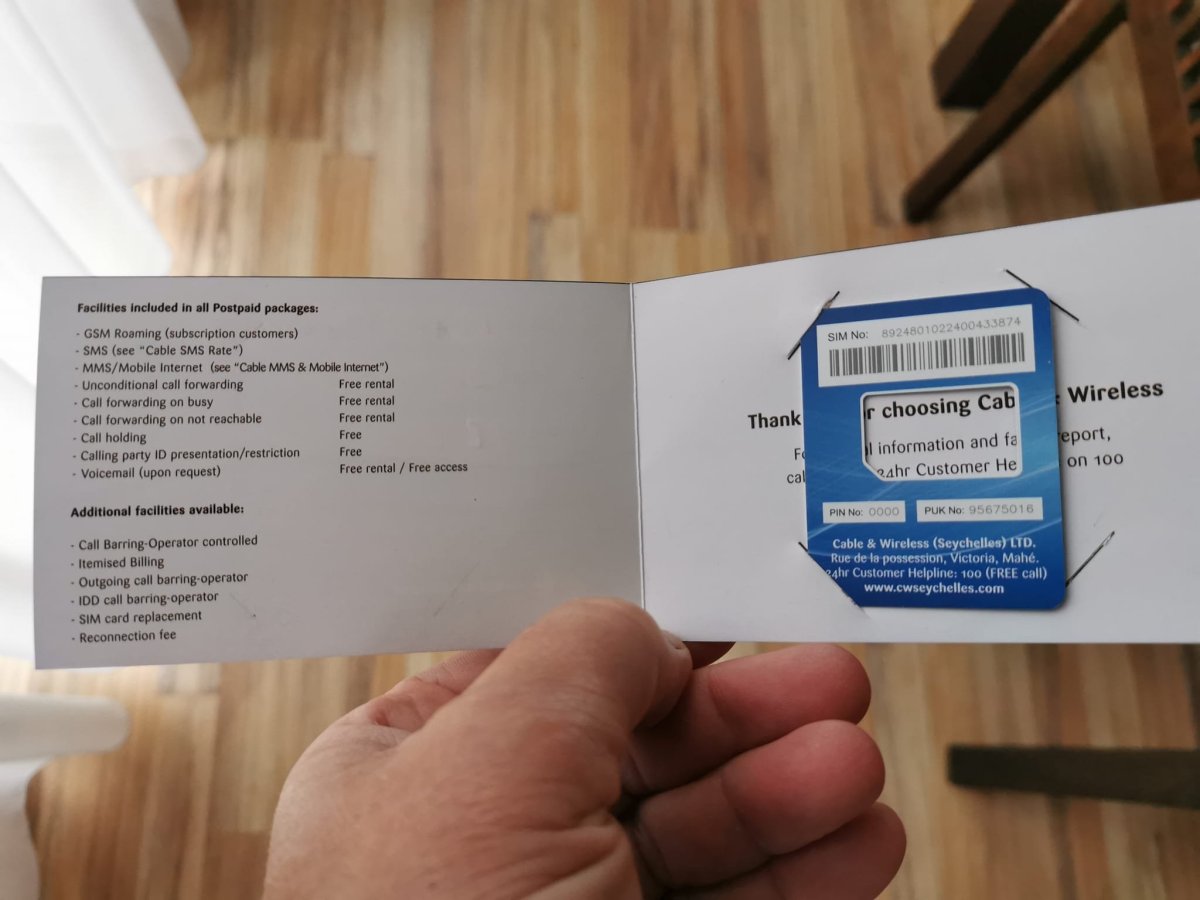 Facilities included in all Postpaid packages:
- GSM Roaming (subscription customers)
- SMS (see "Cable SMS Rate")
- MMS/Mobile Internet (see "Cable MMS & Mobile Internet")
- Unconditional call forwarding Free rental
- Call forwarding on busy Free rental
- Call forwarding on not reachable Free rental
- Call holding Free
- Calling party ID presentation/restriction Free
- Voicemail (upon request) Free rental / Free access
Additional facilities available:
- Call Barring-Operator controlled
- Itemised Billing
- Outgoing call barring-operator
- IDD call barring-operator
- SIM card replacement
- Reconnection fee
SIM No: 8924801022400433874
Thank r choosing Cab Wireless
l information and fa eport,
cal 24hr Customer He on 100
PIN No: 0000 PUK No: 95675016
Cable & Wireless (Seychelles) LTD.
Rue de la possession, Victoria, Mahé.
24hr Customer Helpline: 100 (FREE call)
www.cwseychelles.com